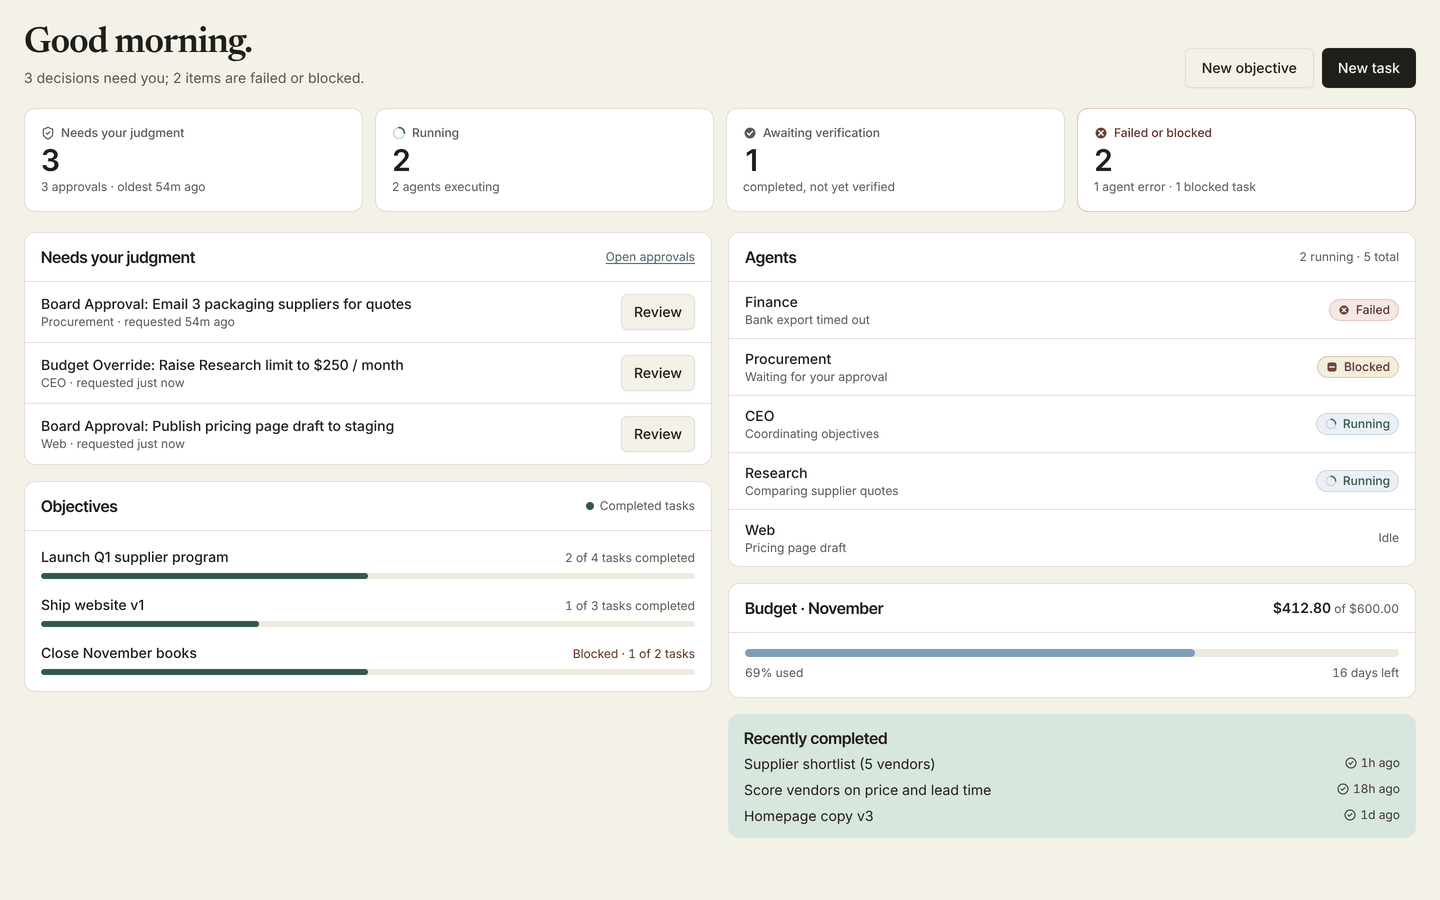 Good morning.
3 decisions need you; 2 items are failed or blocked.
New objective
New task
Needs your judgment
3
3 approvals · oldest 54m ago
Running
2
2 agents executing
Awaiting verification
1
completed, not yet verified
Failed or blocked
2
1 agent error · 1 blocked task
Needs your judgment
Open approvals
Board Approval: Email 3 packaging suppliers for quotes
Procurement · requested 54m ago
Review
Budget Override: Raise Research limit to $250 / month
CEO · requested just now
Review
Board Approval: Publish pricing page draft to staging
Web · requested just now
Review
Objectives
Completed tasks
Launch Q1 supplier program
2 of 4 tasks completed
Ship website v1
1 of 3 tasks completed
Close November books
Blocked · 1 of 2 tasks
Agents
2 running · 5 total
Finance
Bank export timed out
Failed
Procurement
Waiting for your approval
Blocked
CEO
Coordinating objectives
Running
Research
Comparing supplier quotes
Running
Web
Pricing page draft
Idle
Budget · November
$412.80 of $600.00
69% used
16 days left
Recently completed
Supplier shortlist (5 vendors)
1h ago
Score vendors on price and lead time
18h ago
Homepage copy v3
1d ago